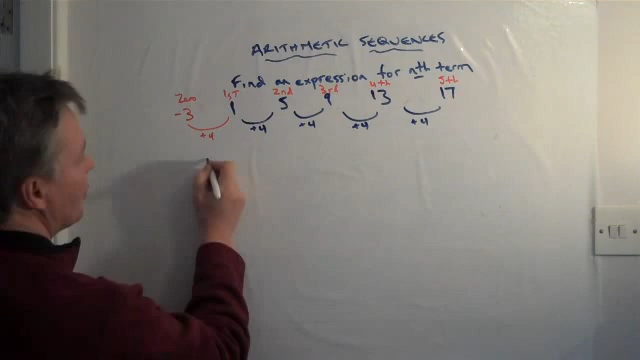 ARITHMETIC SEQUENCES
Find an expression for nth term
Zero 1ST 2nd 3rd 4th 5th
-3 1 5 9 13 17
+4 +4 +4 +4 +4